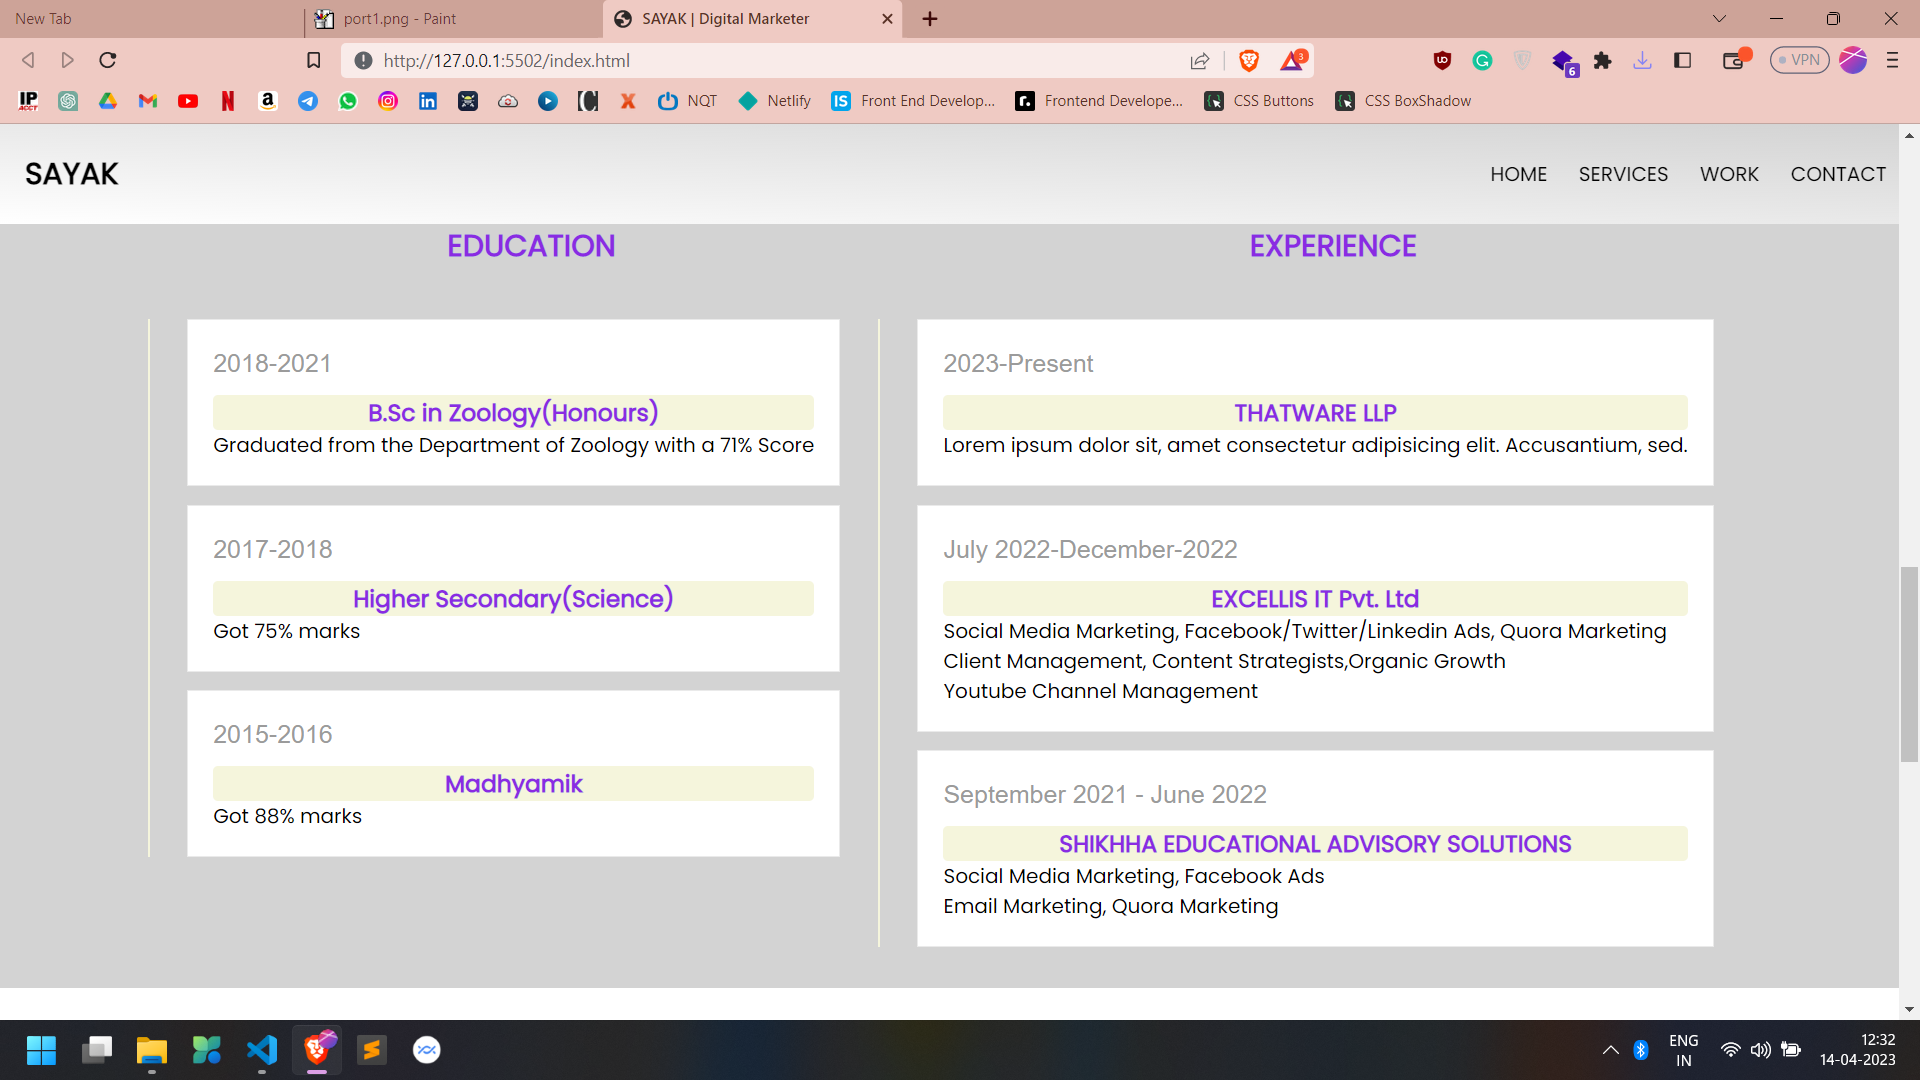 New Tab
port1.png - Paint
SAYAK | Digital Marketer
http://127.0.0.1:5502/index.html
3
6
VPN
NQT
Netlify
Front End Develop...
Frontend Develope...
CSS Buttons
CSS BoxShadow
SAYAK
HOME
SERVICES
WORK
CONTACT
EDUCATION
2018-2021
B.Sc in Zoology(Honours)
Graduated from the Department of Zoology with a 71% Score
2017-2018
Higher Secondary(Science)
Got 75% marks
2015-2016
Madhyamik
Got 88% marks
EXPERIENCE
2023-Present
THATWARE LLP
Lorem ipsum dolor sit, amet consectetur adipisicing elit. Accusantium, sed.
July 2022-December-2022
EXCELLIS IT Pvt. Ltd
Social Media Marketing, Facebook/Twitter/Linkedin Ads, Quora Marketing
Client Management, Content Strategists,Organic Growth
Youtube Channel Management
September 2021 - June 2022
SHIKHHA EDUCATIONAL ADVISORY SOLUTIONS
Social Media Marketing, Facebook Ads
Email Marketing, Quora Marketing
ENG
IN
12:32
14-04-2023